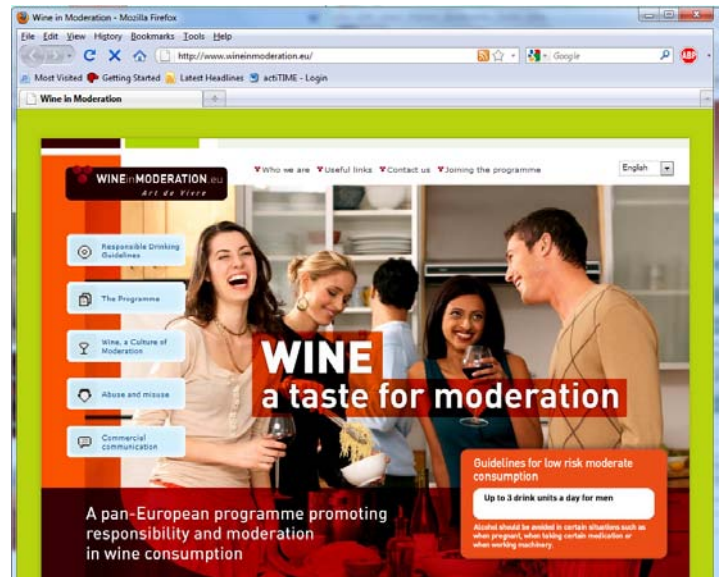 Wine in Moderation - Mozilla Firefox
File Edit View History Bookmarks Tools Help
http://www.wineinmoderation.eu/
Google
ABP
Most Visited Getting Started Latest Headlines actiTIME - Login
Wine in Moderation
WINEinMODERATION.eu
Art de Vivre
Who we are Useful links Contact us Joining the programme
English
Responsible Drinking
Guidelines
The Programme
Wine, a Culture of
Moderation
Abuse and misuse
Commercial
communication
WINE
a taste for moderation
Guidelines for low risk moderate
consumption
Up to 3 drink units a day for men
Alcohol should be avoided in certain situations such as
when pregnant, when taking certain medication or
when working machinery.
A pan-European programme promoting
responsibility and moderation
in wine consumption